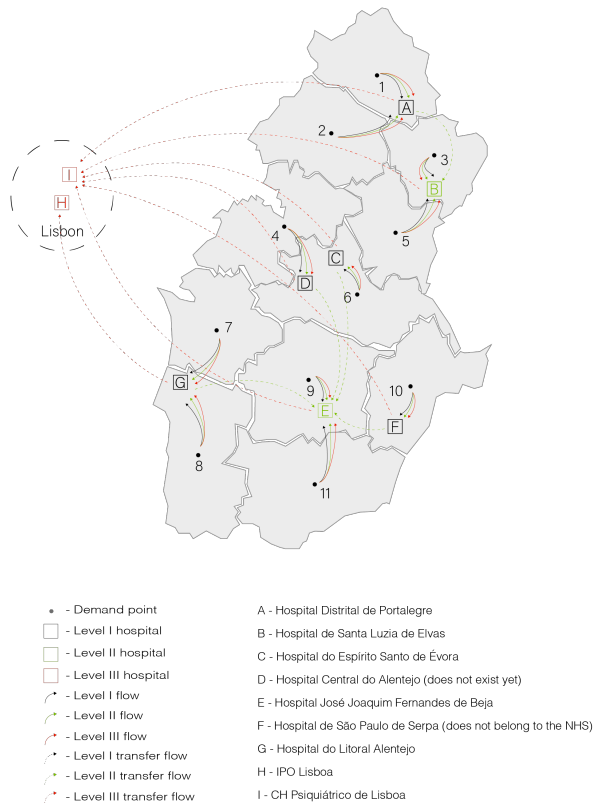 1
A
2
3
I
B
H
Lisbon
4
5
C
D
6
7
G
9
10
E
F
8
11
- Demand point
- Level I hospital
- Level II hospital
- Level III hospital
- Level I flow
- Level II flow
- Level III flow
- Level I transfer flow
- Level II transfer flow
- Level III transfer flow
A - Hospital Distrital de Portalegre
B - Hospital de Santa Luzia de Elvas
C - Hospital do Espírito Santo de Évora
D - Hospital Central do Alentejo (does not exist yet)
E - Hospital José Joaquim Fernandes de Beja
F - Hospital de São Paulo de Serpa (does not belong to the NHS)
G - Hospital do Litoral Alentejo
H - IPO Lisboa
I - CH Psiquiátrico de Lisboa